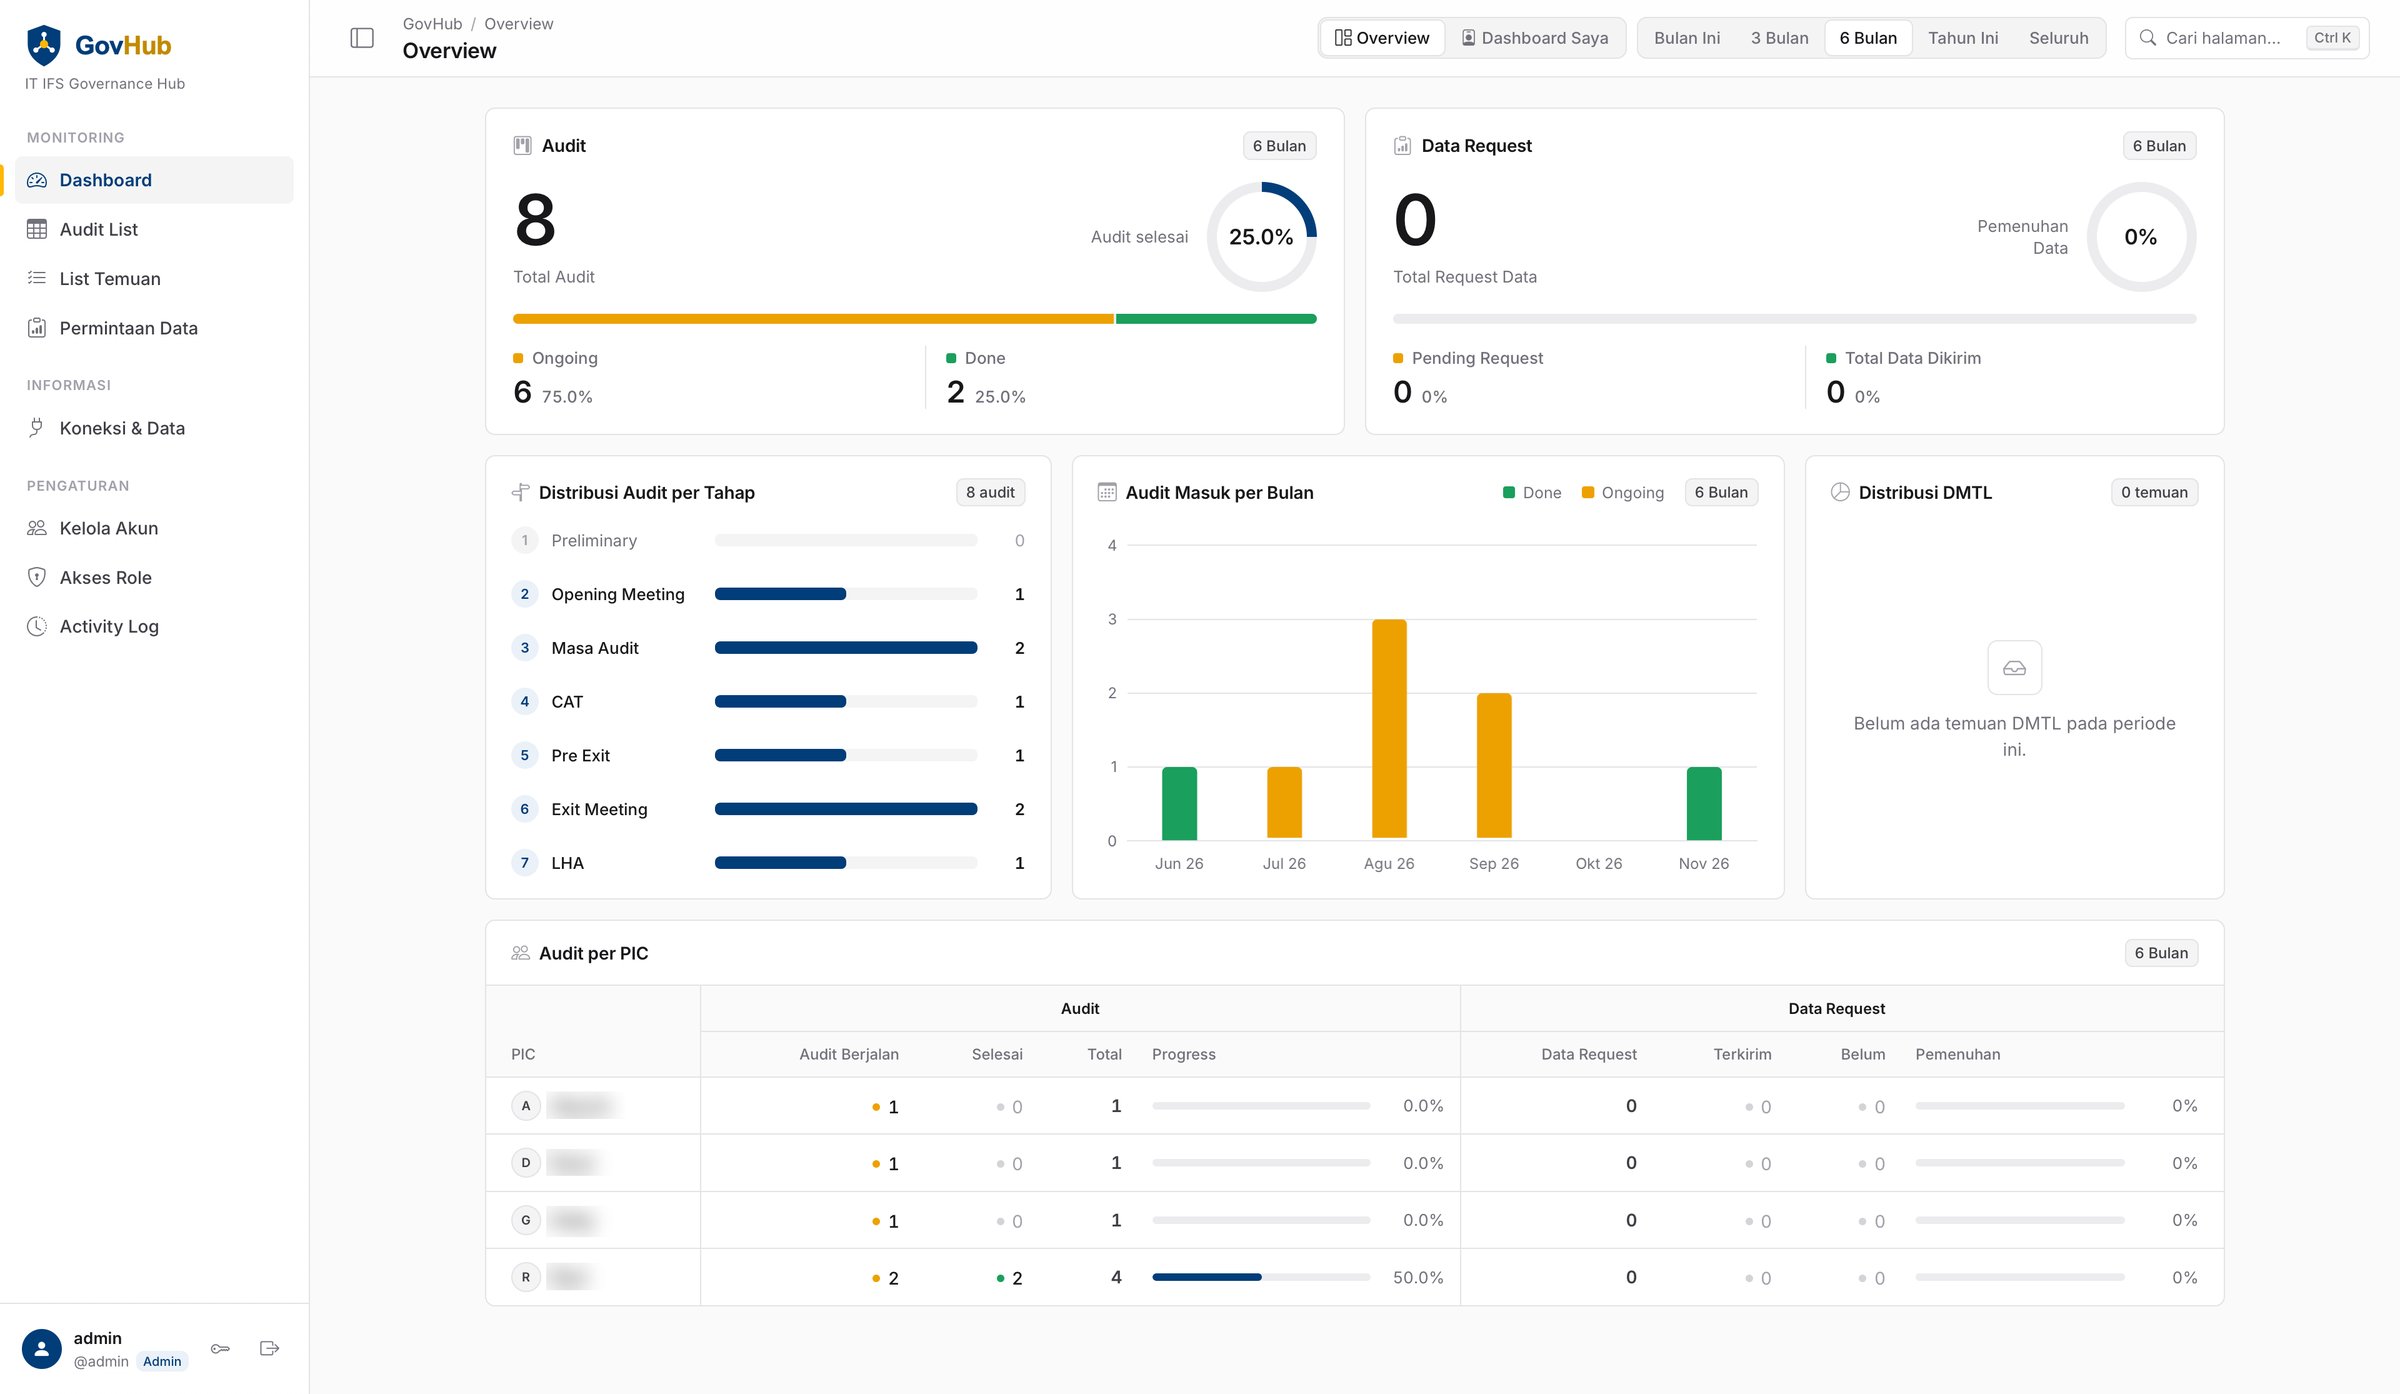 GovHub
IT IFS Governance Hub
MONITORING
Dashboard
Audit List
List Temuan
Permintaan Data
INFORMASI
Koneksi & Data
PENGATURAN
Kelola Akun
Akses Role
Activity Log
admin
@admin Admin
GovHub / Overview
Overview
Overview Dashboard Saya
Bulan Ini 3 Bulan 6 Bulan Tahun Ini Seluruh
Cari halaman... Ctrl K
Audit 6 Bulan
8
Total Audit
Audit selesai 25.0%
Ongoing
6 75.0%
Done
2 25.0%
Data Request 6 Bulan
0
Total Request Data
Pemenuhan
Data
0%
Pending Request
0 0%
Total Data Dikirim
0 0%
Distribusi Audit per Tahap 8 audit
1 Preliminary 0
2 Opening Meeting 1
3 Masa Audit 2
4 CAT 1
5 Pre Exit 1
6 Exit Meeting 2
7 LHA 1
Audit Masuk per Bulan Done Ongoing 6 Bulan
4
3
2
1
0
Jun 26 Jul 26 Agu 26 Sep 26 Okt 26 Nov 26
Distribusi DMTL 0 temuan
Belum ada temuan DMTL pada periode
ini.
Audit per PIC 6 Bulan
Audit Data Request
PIC Audit Berjalan Selesai Total Progress Data Request Terkirim Belum Pemenuhan
A 1 0 1 0.0% 0 0 0 0%
D 1 0 1 0.0% 0 0 0 0%
G 1 0 1 0.0% 0 0 0 0%
R 2 2 4 50.0% 0 0 0 0%